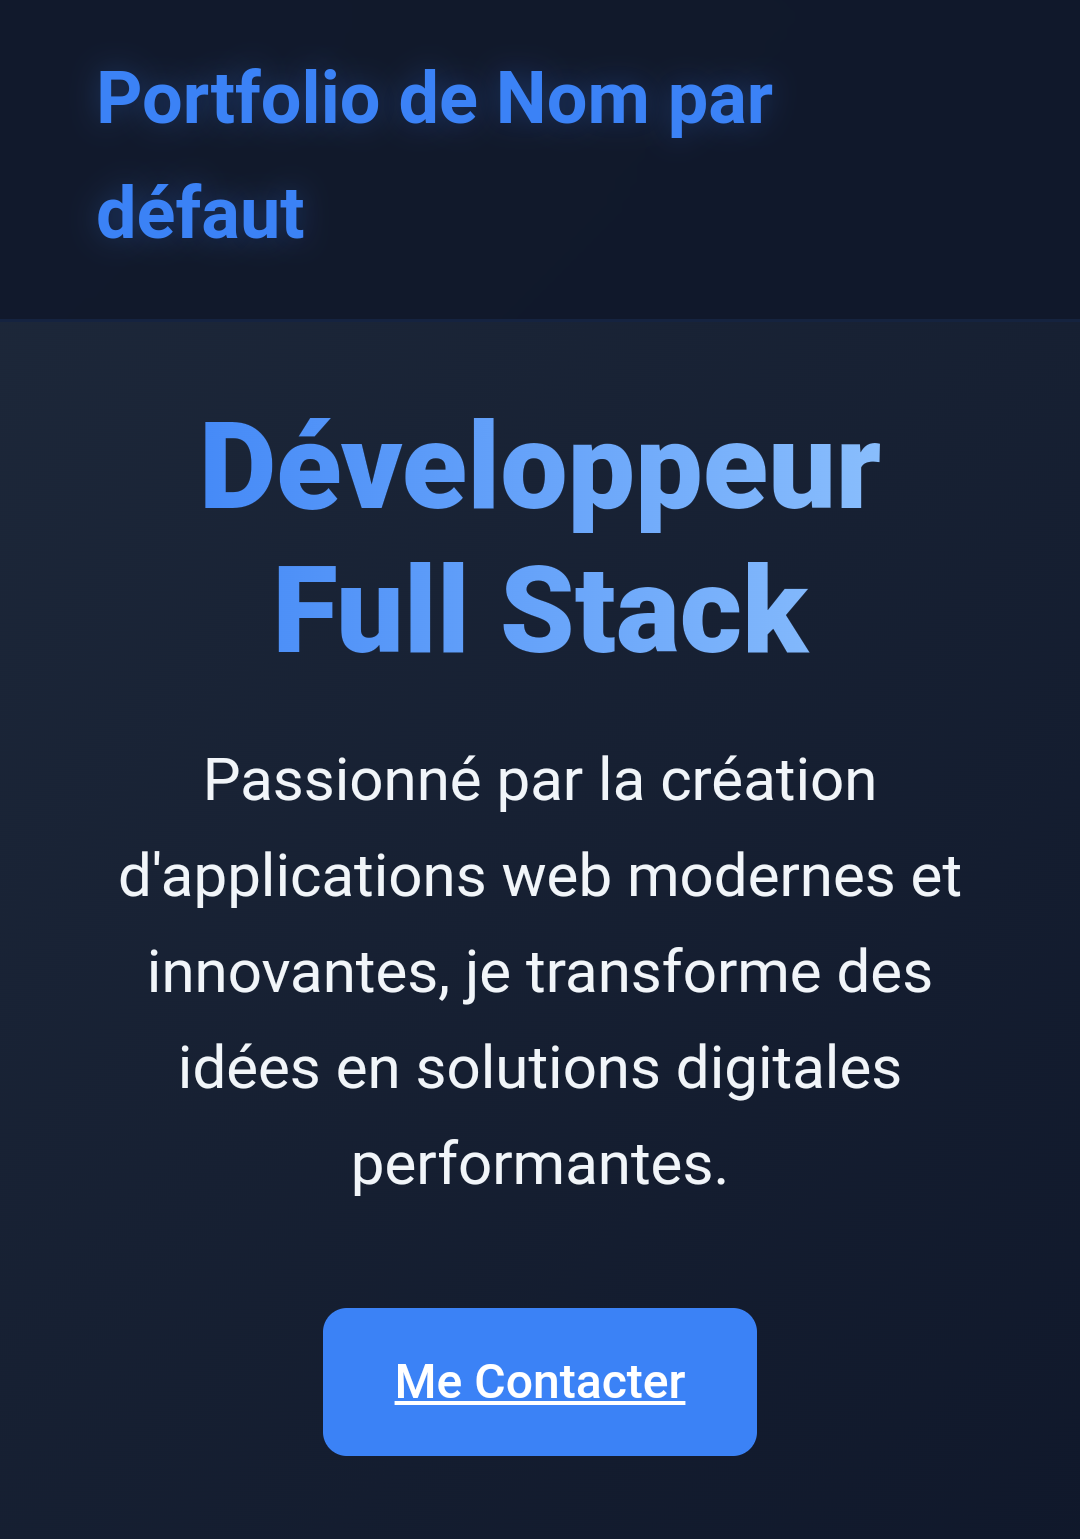 Portfolio de Nom par
défaut
Développeur
Full Stack
Passionné par la création
d'applications web modernes et
innovantes, je transforme des
idées en solutions digitales
performantes.
Me Contacter